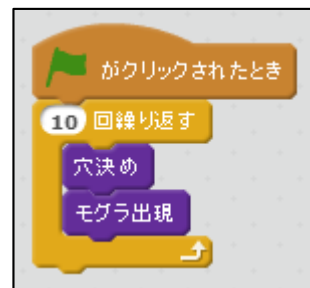 がクリックされたとき
10 回繰り返す
穴決め
モグラ出現